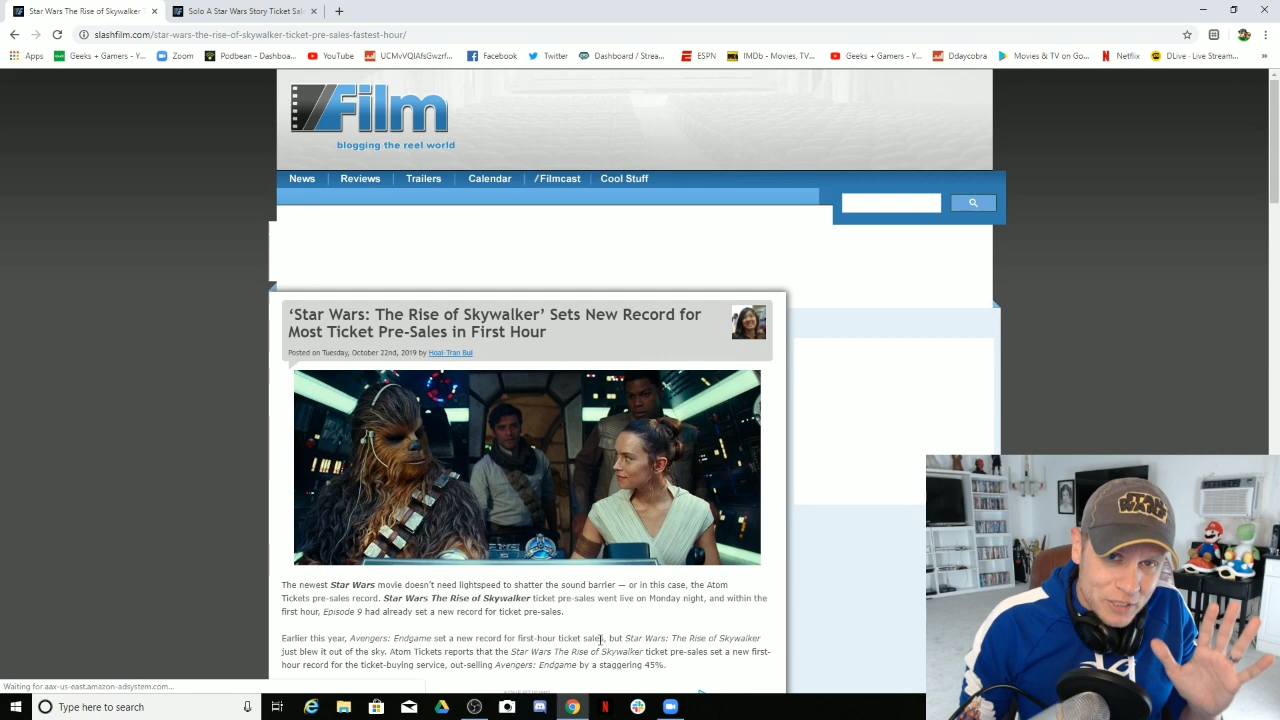 Star Wars The Rise of Skywalker T
Solo A Star Wars Story Ticket Sal
slashfilm.com/star-wars-the-rise-of-skywalker-ticket-pre-sales-fastest-hour/
Apps
Geeks + Gamers - Y...
Zoom
Podbean - Dashboar...
YouTube
UCMvVQIAfsGwzrf...
Facebook
Twitter
Dashboard / Strea...
ESPN
IMDb - Movies, TV...
Geeks + Gamers - Y...
Ddaycobra
Movies & TV on Go...
Netflix
DLive · Live Stream...
/Film
blogging the reel world
News
Reviews
Trailers
Calendar
/Filmcast
Cool Stuff
‘Star Wars: The Rise of Skywalker’ Sets New Record for
Most Ticket Pre-Sales in First Hour
Posted on Tuesday, October 22nd, 2019 by Hoai-Tran Bui
The newest Star Wars movie doesn’t need lightspeed to shatter the sound barrier — or in this case, the Atom
Tickets pre-sales record. Star Wars The Rise of Skywalker ticket pre-sales went live on Monday night, and within the
first hour, Episode 9 had already set a new record for ticket pre-sales.
Earlier this year, Avengers: Endgame set a new record for first-hour ticket sales, but Star Wars: The Rise of Skywalker
just blew it out of the sky. Atom Tickets reports that the Star Wars The Rise of Skywalker ticket pre-sales set a new first-
hour record for the ticket-buying service, out-selling Avengers: Endgame by a staggering 45%.
STAR
WARS
Waiting for aax-us-east.amazon-adsystem.com...
Type here to search